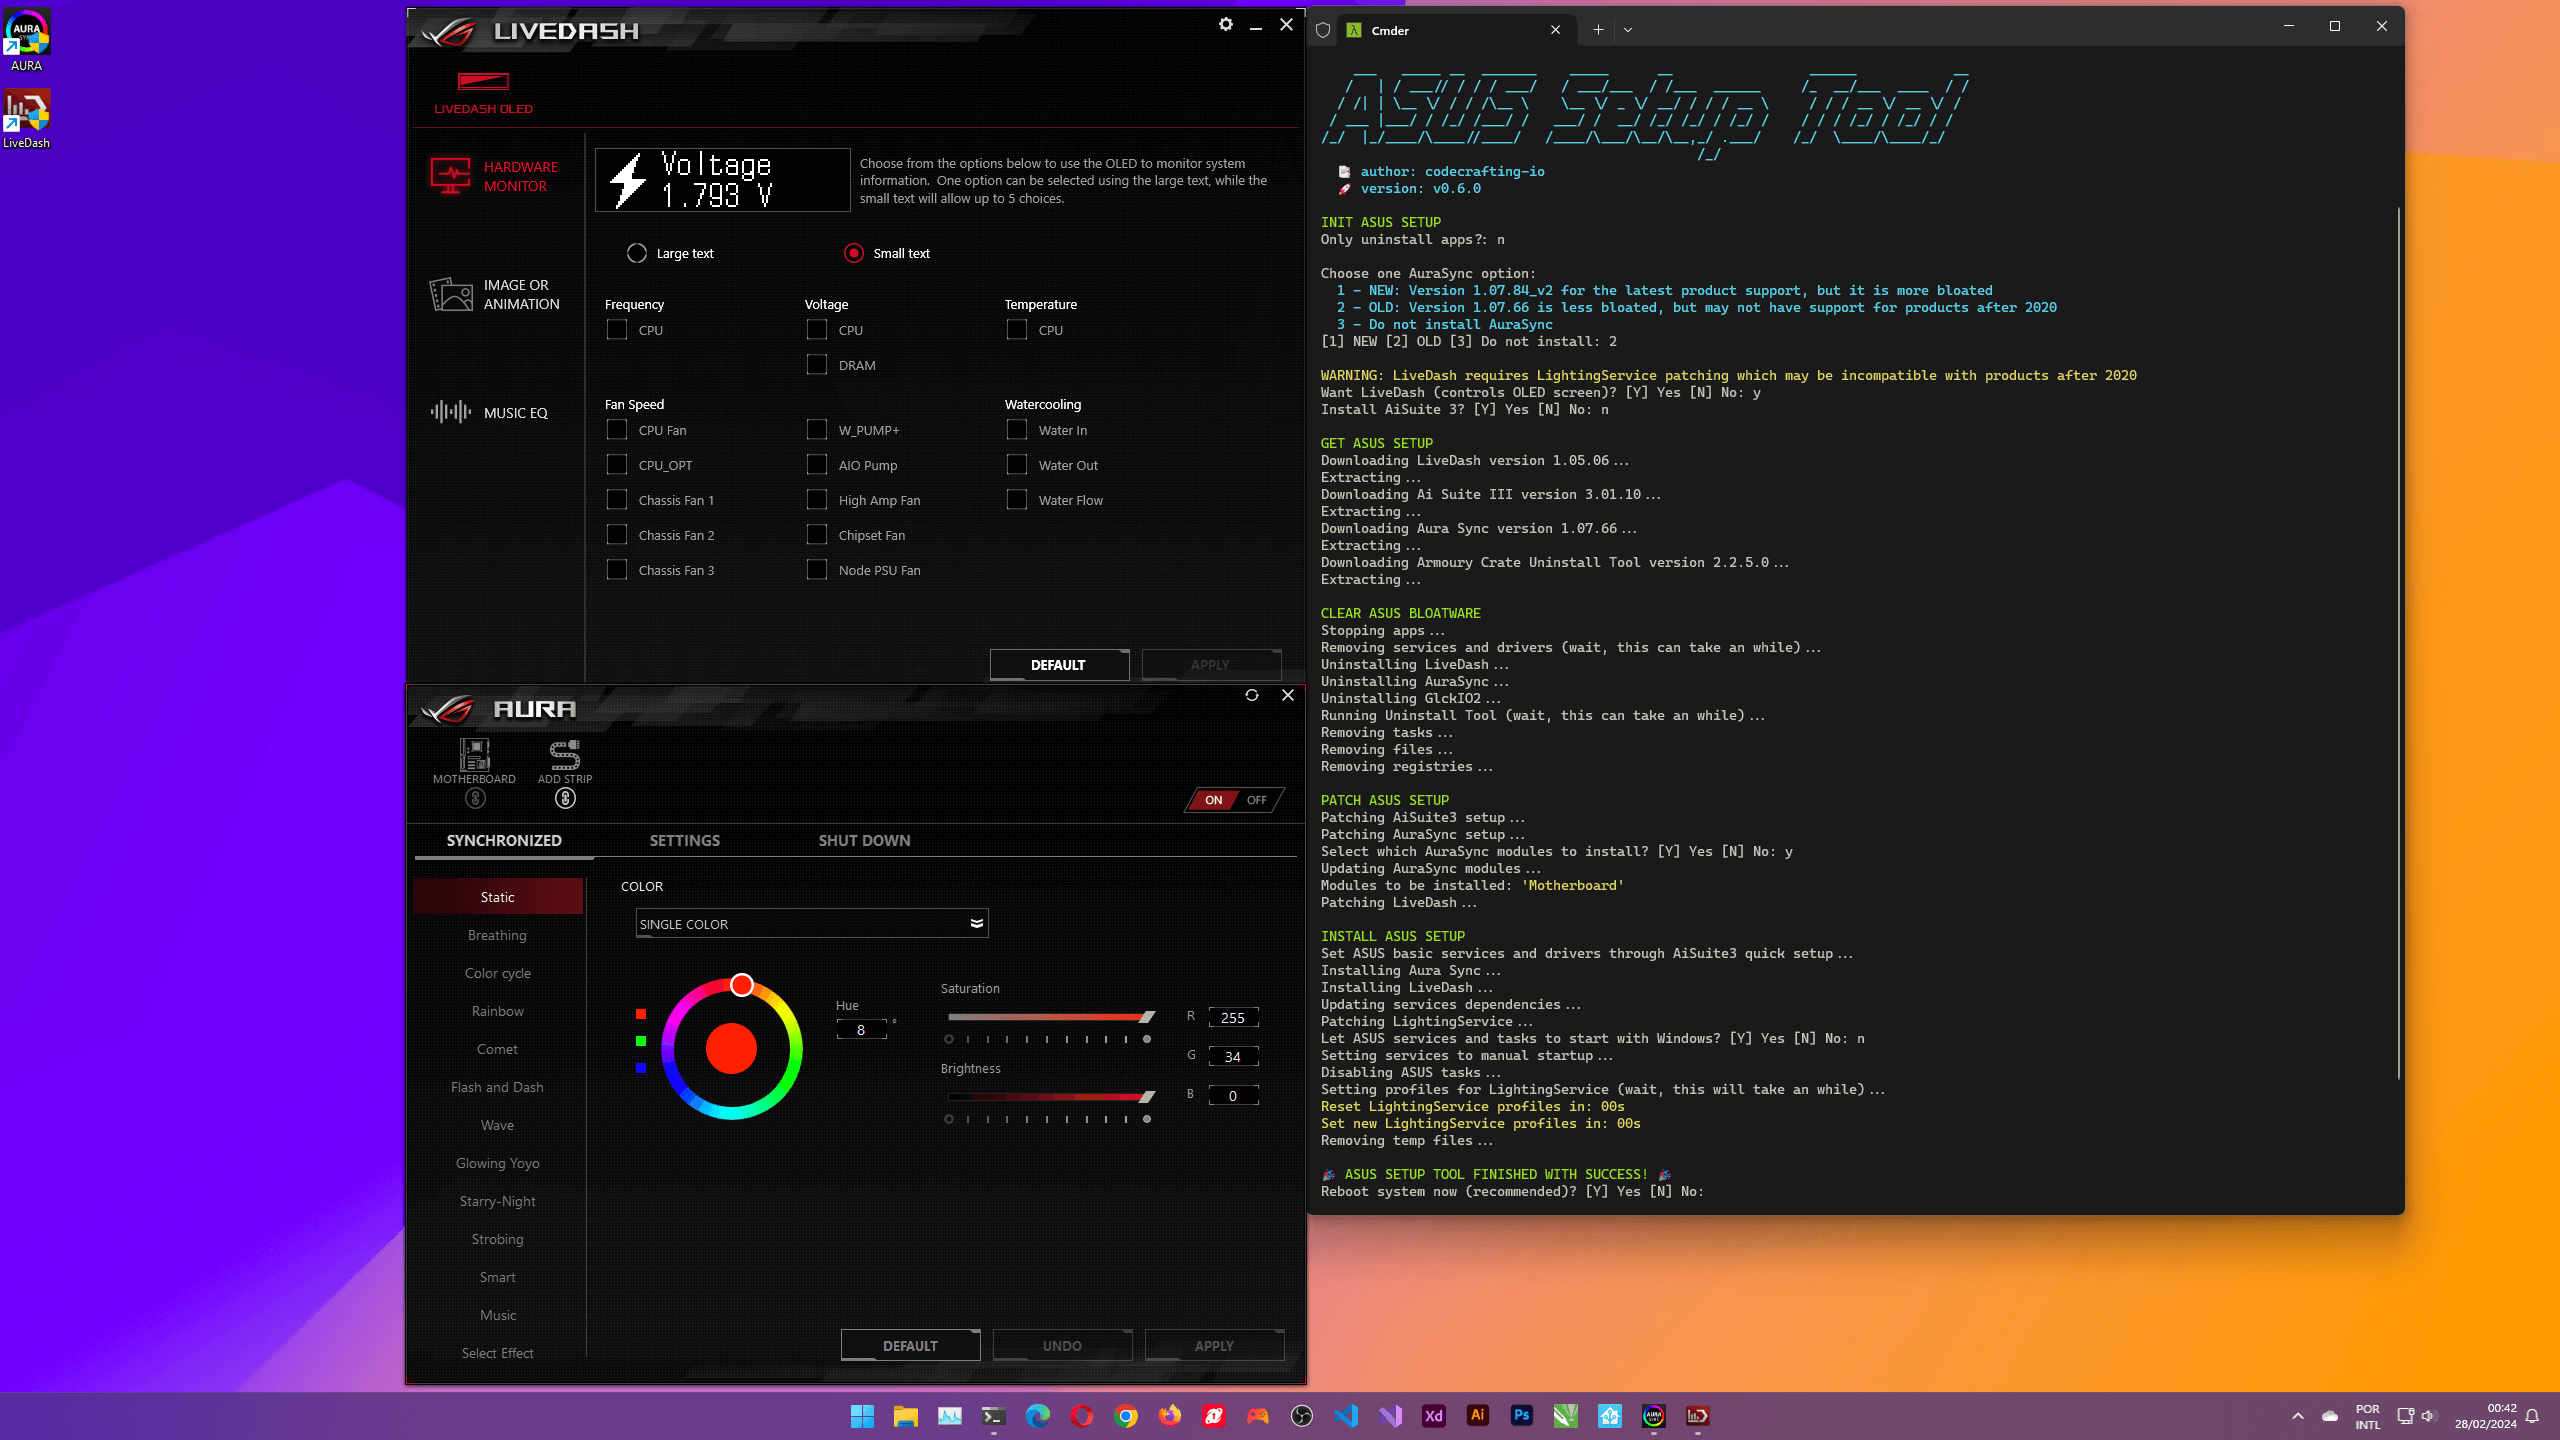 AURA
LiveDash
LIVEDASH
LIVEDASH OLED
HARDWARE
MONITOR
IMAGE OR
ANIMATION
MUSIC EQ
Voltage
1.793 V
Choose from the options below to use the OLED to monitor system
information.  One option can be selected using the large text, while the
small text will allow up to 5 choices.
Large text
Small text
Frequency
Voltage
Temperature
CPU
CPU
CPU
DRAM
Fan Speed
Watercooling
CPU Fan
W_PUMP+
Water In
CPU_OPT
AIO Pump
Water Out
Chassis Fan 1
High Amp Fan
Water Flow
Chassis Fan 2
Chipset Fan
Chassis Fan 3
Node PSU Fan
DEFAULT
APPLY
AURA
MOTHERBOARD
ADD STRIP
ON
OFF
SYNCHRONIZED
SETTINGS
SHUT DOWN
Static
Breathing
Color cycle
Rainbow
Comet
Flash and Dash
Wave
Glowing Yoyo
Starry-Night
Strobing
Smart
Music
Select Effect
COLOR
SINGLE COLOR
Hue
8 °
Saturation
Brightness
R 255
G 34
B 0
DEFAULT
UNDO
APPLY
Cmder
ASUS Setup Tool
author: codecrafting-io
version: v0.6.0
INIT ASUS SETUP
Only uninstall apps?: n
Choose one AuraSync option:
1 - NEW: Version 1.07.84_v2 for the latest product support, but it is more bloated
2 - OLD: Version 1.07.66 is less bloated, but may not have support for products after 2020
3 - Do not install AuraSync
[1] NEW [2] OLD [3] Do not install: 2
WARNING: LiveDash requires LightingService patching which may be incompatible with products after 2020
Want LiveDash (controls OLED screen)? [Y] Yes [N] No: y
Install AiSuite 3? [Y] Yes [N] No: n
GET ASUS SETUP
Downloading LiveDash version 1.05.06...
Extracting...
Downloading Ai Suite III version 3.01.10...
Extracting...
Downloading Aura Sync version 1.07.66...
Extracting...
Downloading Armoury Crate Uninstall Tool version 2.2.5.0...
Extracting...
CLEAR ASUS BLOATWARE
Stopping apps...
Removing services and drivers (wait, this can take an while)...
Uninstalling LiveDash...
Uninstalling AuraSync...
Uninstalling GlckIO2...
Running Uninstall Tool (wait, this can take an while)...
Removing tasks...
Removing files...
Removing registries...
PATCH ASUS SETUP
Patching AiSuite3 setup...
Patching AuraSync setup...
Select which AuraSync modules to install? [Y] Yes [N] No: y
Updating AuraSync modules...
Modules to be installed: 'Motherboard'
Patching LiveDash...
INSTALL ASUS SETUP
Set ASUS basic services and drivers through AiSuite3 quick setup...
Installing Aura Sync...
Installing LiveDash...
Updating services dependencies...
Patching LightingService...
Let ASUS services and tasks to start with Windows? [Y] Yes [N] No: n
Setting services to manual startup...
Disabling ASUS tasks...
Setting profiles for LightingService (wait, this will take an while)...
Reset LightingService profiles in: 00s
Set new LightingService profiles in: 00s
Removing temp files...
ASUS SETUP TOOL FINISHED WITH SUCCESS!
Reboot system now (recommended)? [Y] Yes [N] No:
Xd
Ai
Ps
POR
INTL
00:42
28/02/2024